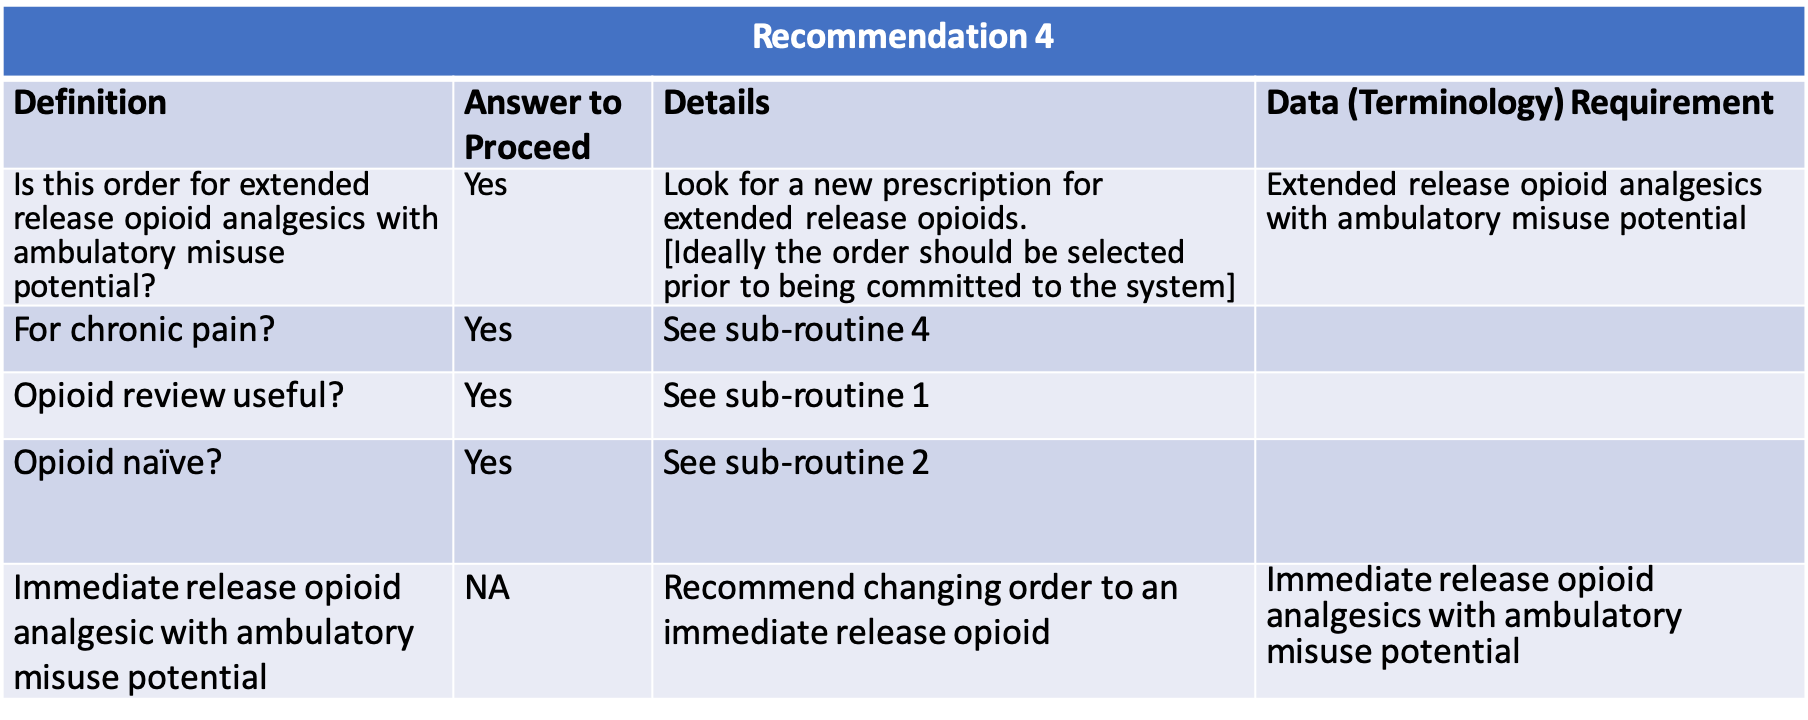 Recommendation 4
Definition
Answer to
Proceed
Details
Data (Terminology) Requirement
Is this order for extended
release opioid analgesics with
ambulatory misuse
potential?
Yes
Look for a new prescription for
extended release opioids.
[Ideally the order should be selected
prior to being committed to the system]
Extended release opioid analgesics
with ambulatory misuse potential
For chronic pain?
Yes
See sub-routine 4
Opioid review useful?
Yes
See sub-routine 1
Opioid naïve?
Yes
See sub-routine 2
Immediate release opioid
analgesic with ambulatory
misuse potential
NA
Recommend changing order to an
immediate release opioid
Immediate release opioid
analgesics with ambulatory
misuse potential